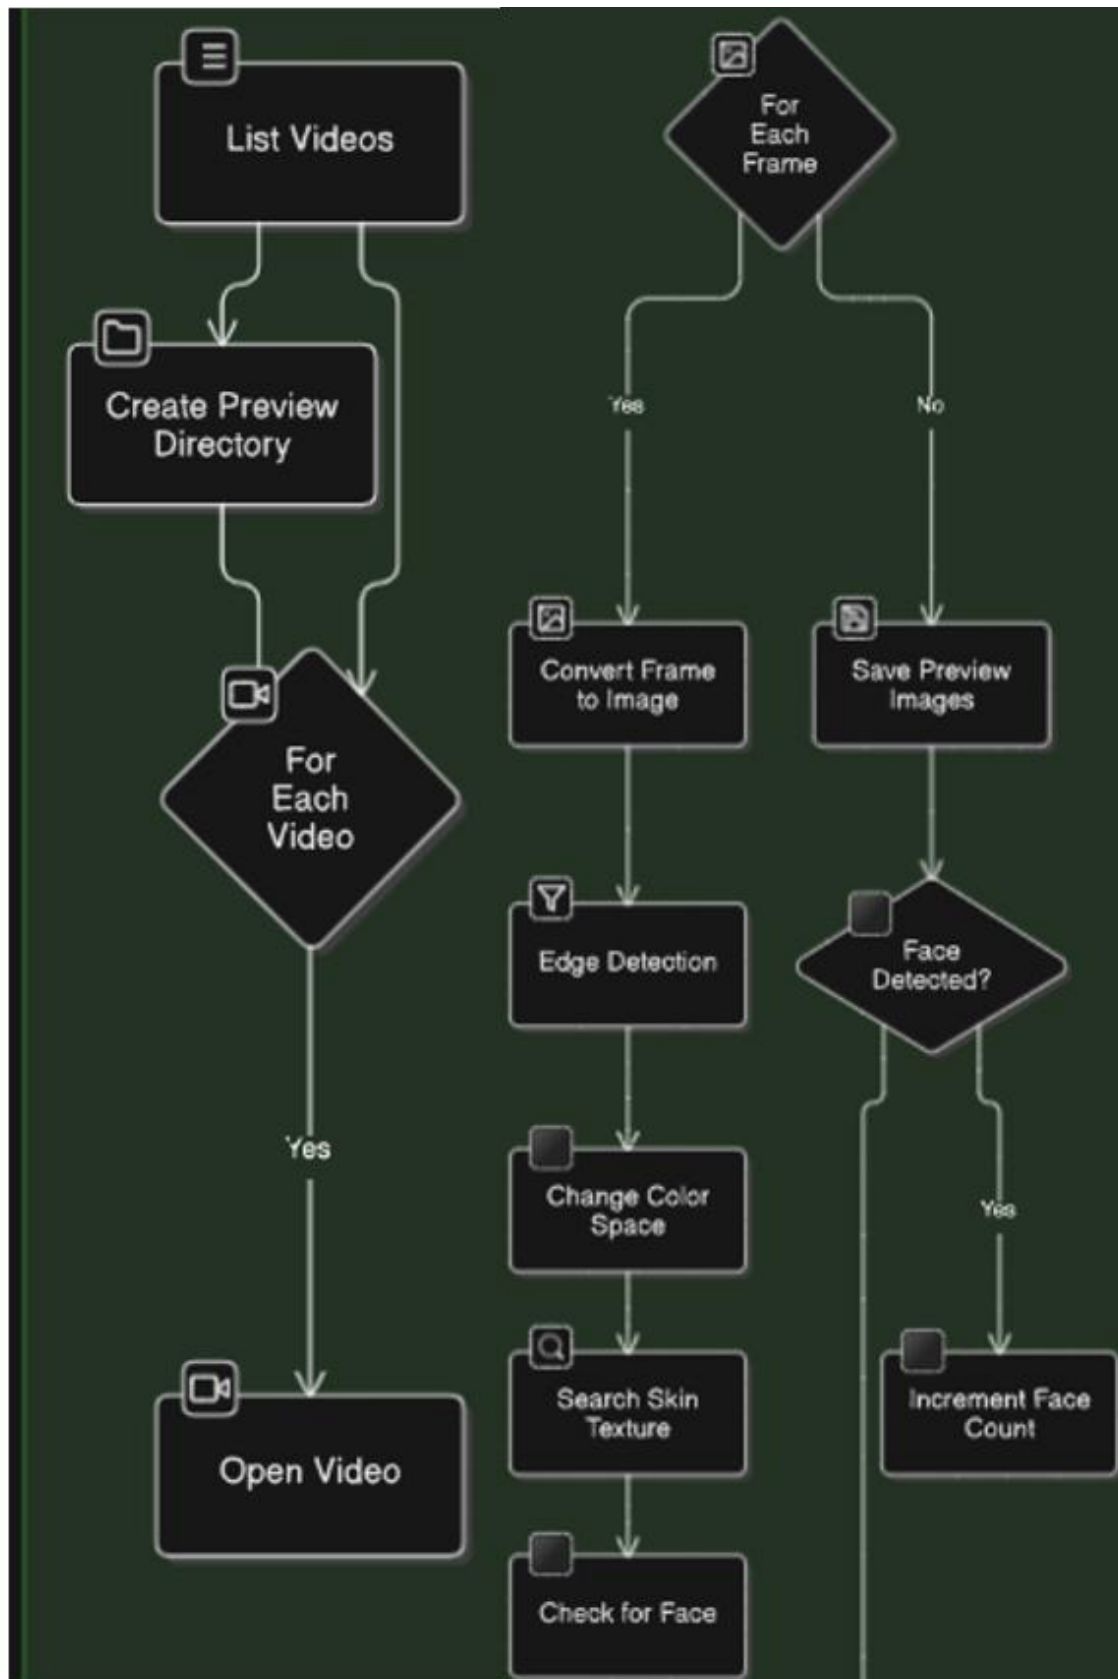 List Videos
Create Preview
Directory
For
Each
Video
Yes
Open Video
For
Each
Frame
Yes
No
Convert Frame
to Image
Save Preview
Images
Edge Detection
Face
Detected?
Change Color
Space
Yes
Search Skin
Texture
Increment Face
Count
Check for Face